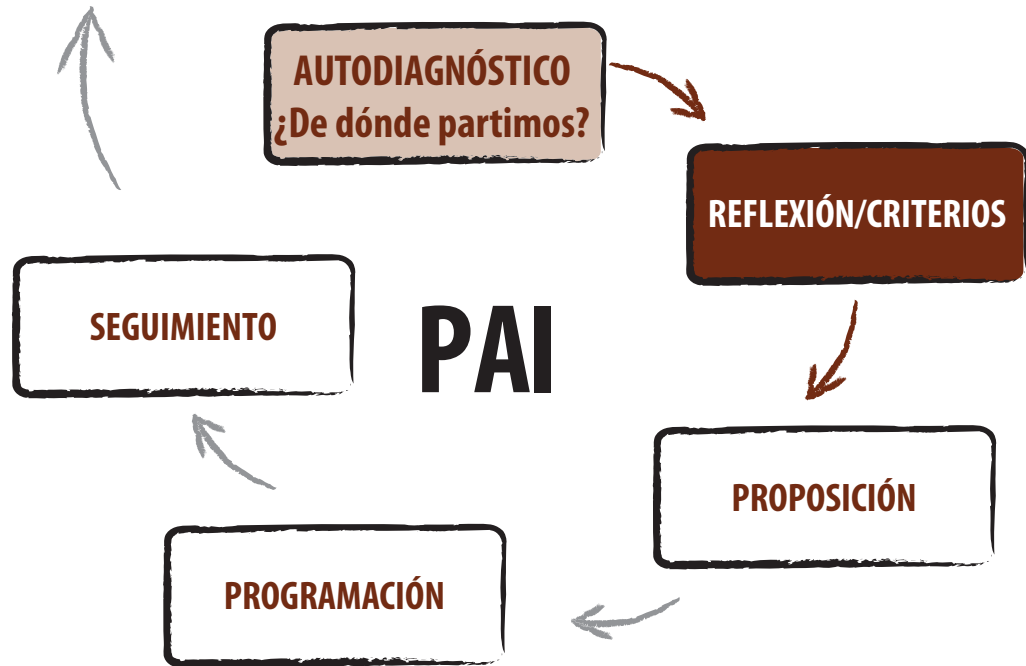 AUTODIAGNÓSTICO
¿De dónde partimos?
REFLEXIÓN/CRITERIOS
SEGUIMIENTO
PAI
PROPOSICIÓN
PROGRAMACIÓN